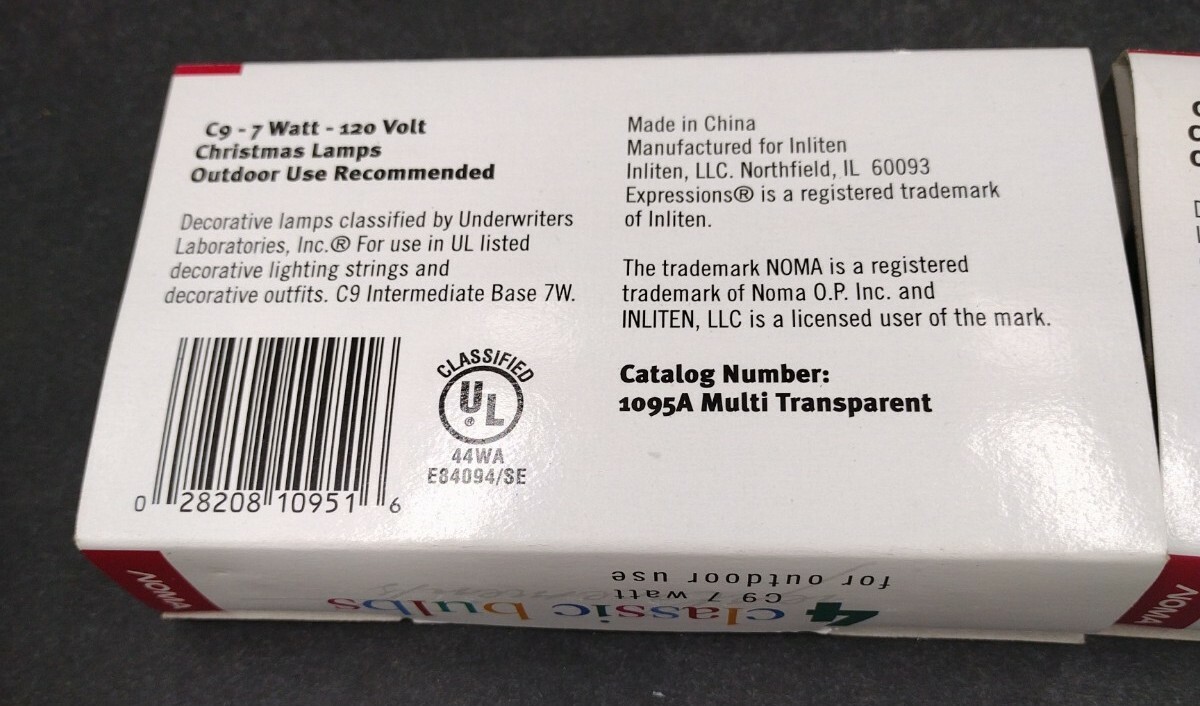 C9 - 7 Watt - 120 Volt
Christmas Lamps
Outdoor Use Recommended
Decorative lamps classified by Underwriters
Laboratories, Inc.® For use in UL listed
decorative lighting strings and
decorative outfits. C9 Intermediate Base 7W.
0 28208 10951 6
CLASSIFIED
UL
®
44WA
E84094/SE
Made in China
Manufactured for Inliten
Inliten, LLC. Northfield, IL 60093
Expressions® is a registered trademark
of Inliten.
The trademark NOMA is a registered
trademark of Noma O.P. Inc. and
INLITEN, LLC is a licensed user of the mark.
Catalog Number:
1095A Multi Transparent
NOMA
4 classic bulbs
C9 7 watt
for outdoor use
NOMA